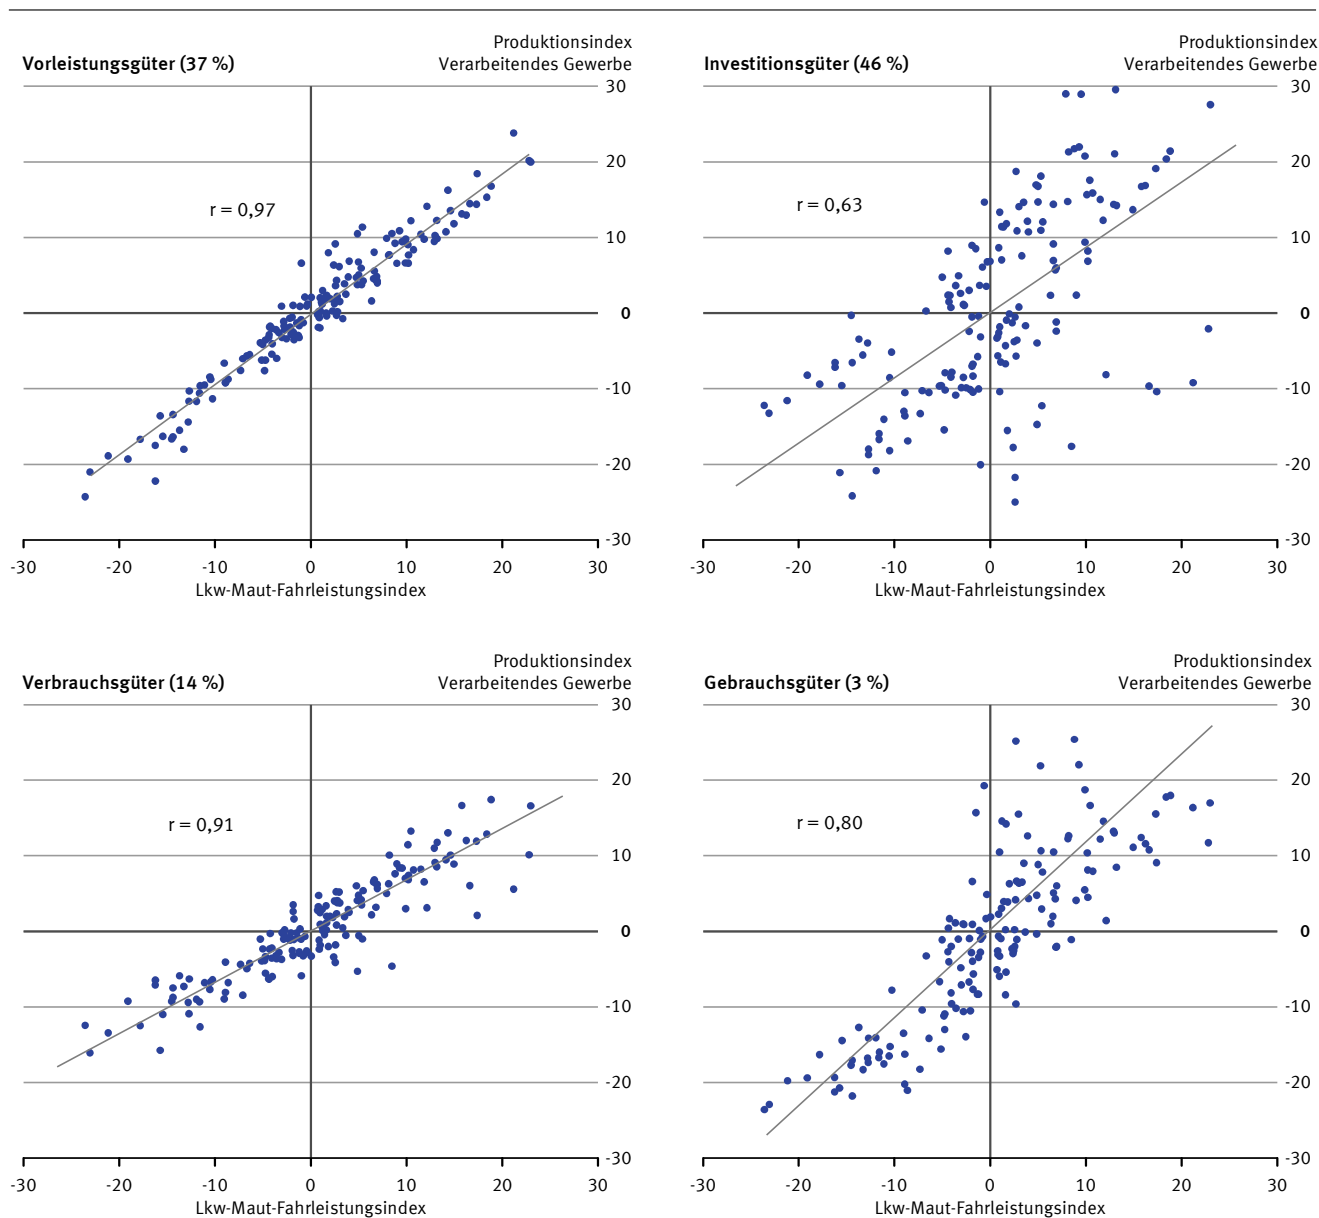 Produktionsindex
Vorleistungsgüter (37 %) Verarbeitendes Gewerbe
30
20
r = 0,97
10
0
-10
-20
-30
-30 -20 -10 0 10 20 30
Lkw-Maut-Fahrleistungsindex
Produktionsindex
Investitionsgüter (46 %) Verarbeitendes Gewerbe
30
20
r = 0,63
10
0
-10
-20
-30
-30 -20 -10 0 10 20 30
Lkw-Maut-Fahrleistungsindex
Produktionsindex
Verbrauchsgüter (14 %) Verarbeitendes Gewerbe
30
20
r = 0,91
10
0
-10
-20
-30
-30 -20 -10 0 10 20 30
Lkw-Maut-Fahrleistungsindex
Produktionsindex
Gebrauchsgüter (3 %) Verarbeitendes Gewerbe
30
20
r = 0,80
10
0
-10
-20
-30
-30 -20 -10 0 10 20 30
Lkw-Maut-Fahrleistungsindex